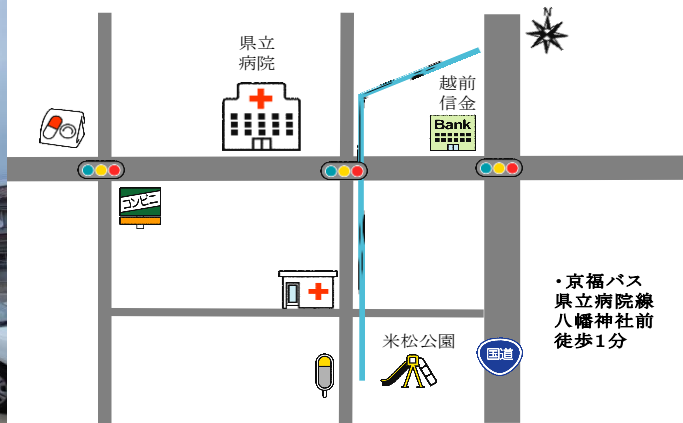 N
県立
病院
越前
信金
Bank
コンビニ
・京福バス
県立病院線
八幡神社前
徒歩1分
米松公園
国道